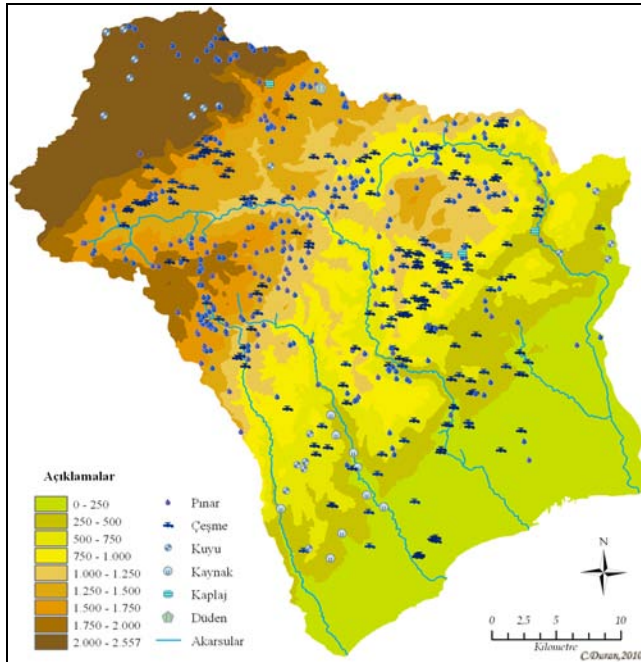 Açıklamalar
0 - 250
250 - 500
500 - 750
750 - 1.000
1.000 - 1.250
1.250 - 1.500
1.500 - 1.750
1.750 - 2.000
2.000 - 2.557
Pınar
Çeşme
Kuyu
Kaynak
Kaplaj
Düden
Akarsular
N
0 2.5 5 10
Kilometre
C.Duran,2010